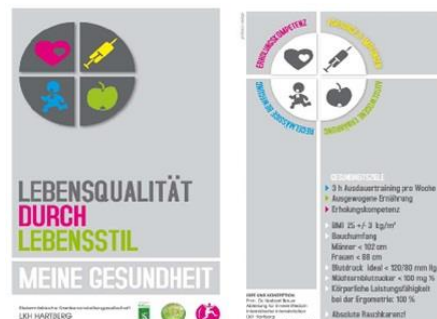 LEBENSQUALITÄT
DURCH
LEBENSSTIL
MEINE GESUNDHEIT
LKH HARTBERG
ERHOLUNGSKOMPETENZ
REGELMÄSSIGE BEWEGUNG
AUSGEWOGENE ERNÄHRUNG
GESUNDHEITSZIELE
3 h Ausdauertraining pro Woche
Ausgewogene Ernährung
Erholungskompetenz
BMI 25 +/- 3 kg/m²
Bauchumfang
Männer < 102 cm
Frauen < 88 cm
Blutdruck ideal < 120/80 mm Hg
Nüchternblutzucker < 100 mg %
Körperliche Leistungsfähigkeit
bei der Ergometrie: 100 %
Absolute Rauchkarenz!
LKH Hartberg